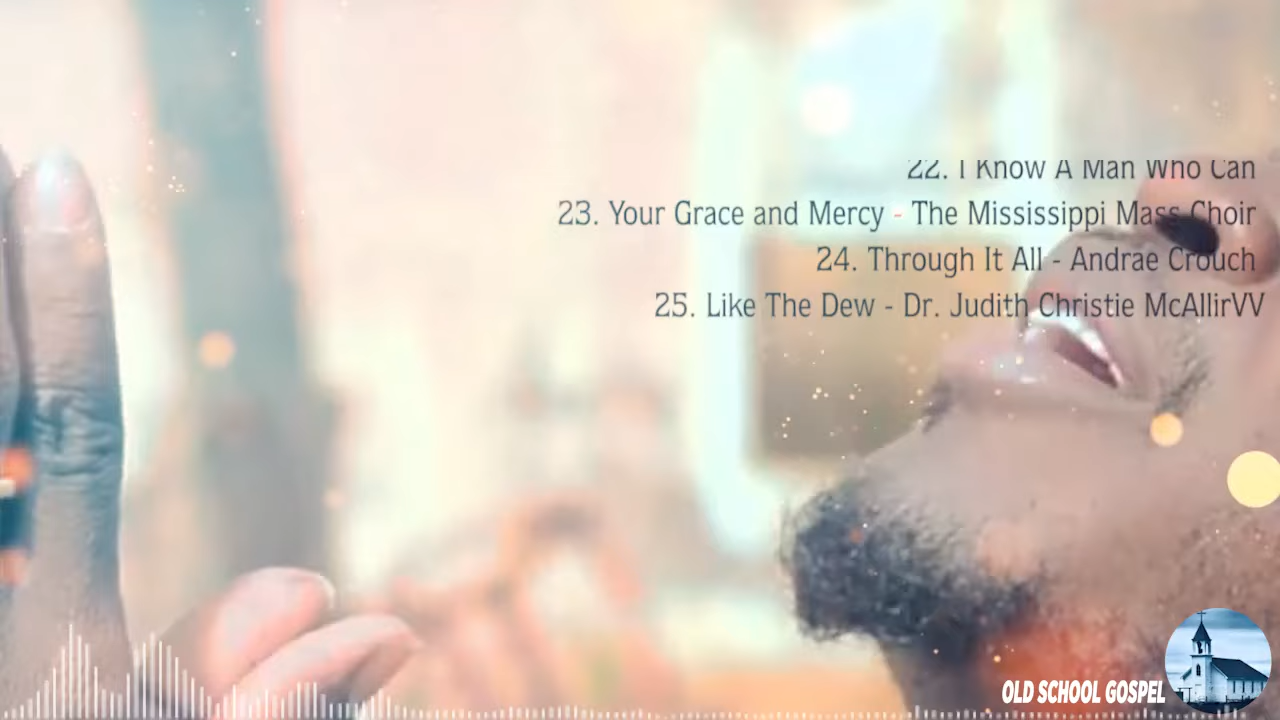 22. I Know A Man Who Can
23. Your Grace and Mercy - The Mississippi Mass Choir
24. Through It All - Andrae Crouch
25. Like The Dew - Dr. Judith Christie McAllirVV
OLD SCHOOL GOSPEL